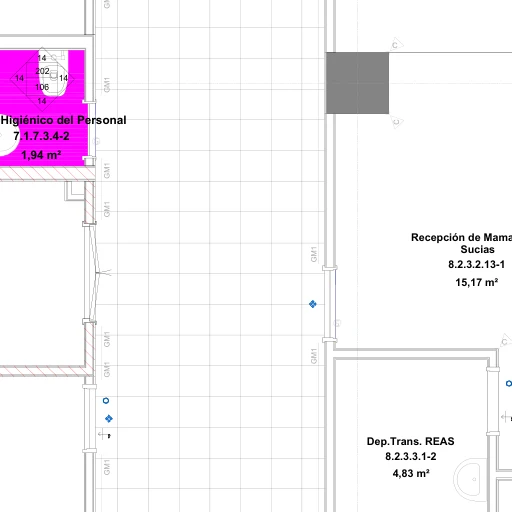 14
202
14
14
106
14
Higiénico del Personal
7.1.7.3.4-2
1,94 m²
GM1
GM1
GM1
GM1
GM1
GM1
GM1
GM1
C
C
Recepción de Mama
Sucias
8.2.3.2.13-1
15,17 m²
C
Dep.Trans. REAS
8.2.3.3.1-2
4,83 m²